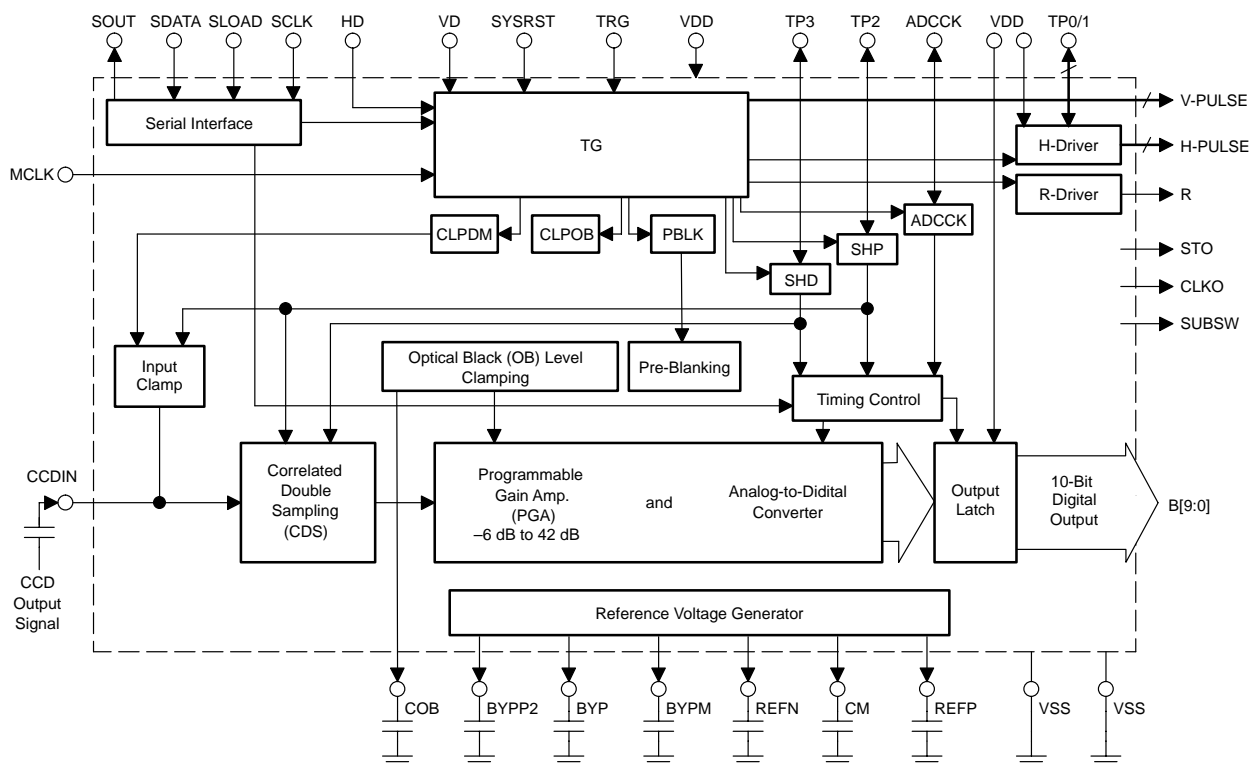 SOUT
SDATA
SLOAD
SCLK
HD
VD
SYSRST
TRG
VDD
TP3
TP2
ADCCK
VDD
TP0/1
Serial Interface
TG
V-PULSE
H-Driver
H-PULSE
MCLK
R-Driver
R
CLPDM
CLPOB
PBLK
ADCCK
SHP
SHD
STO
CLKO
SUBSW
Input
Clamp
Optical Black (OB) Level
Clamping
Pre-Blanking
Timing Control
CCDIN
Correlated
Double
Sampling
(CDS)
Programmable
Gain Amp.
(PGA)
–6 dB to 42 dB
and
Analog-to-Didital
Converter
Output
Latch
10-Bit
Digital
Output
B[9:0]
CCD
Output
Signal
Reference Voltage Generator
COB
BYPP2
BYP
BYPM
REFN
CM
REFP
VSS
VSS